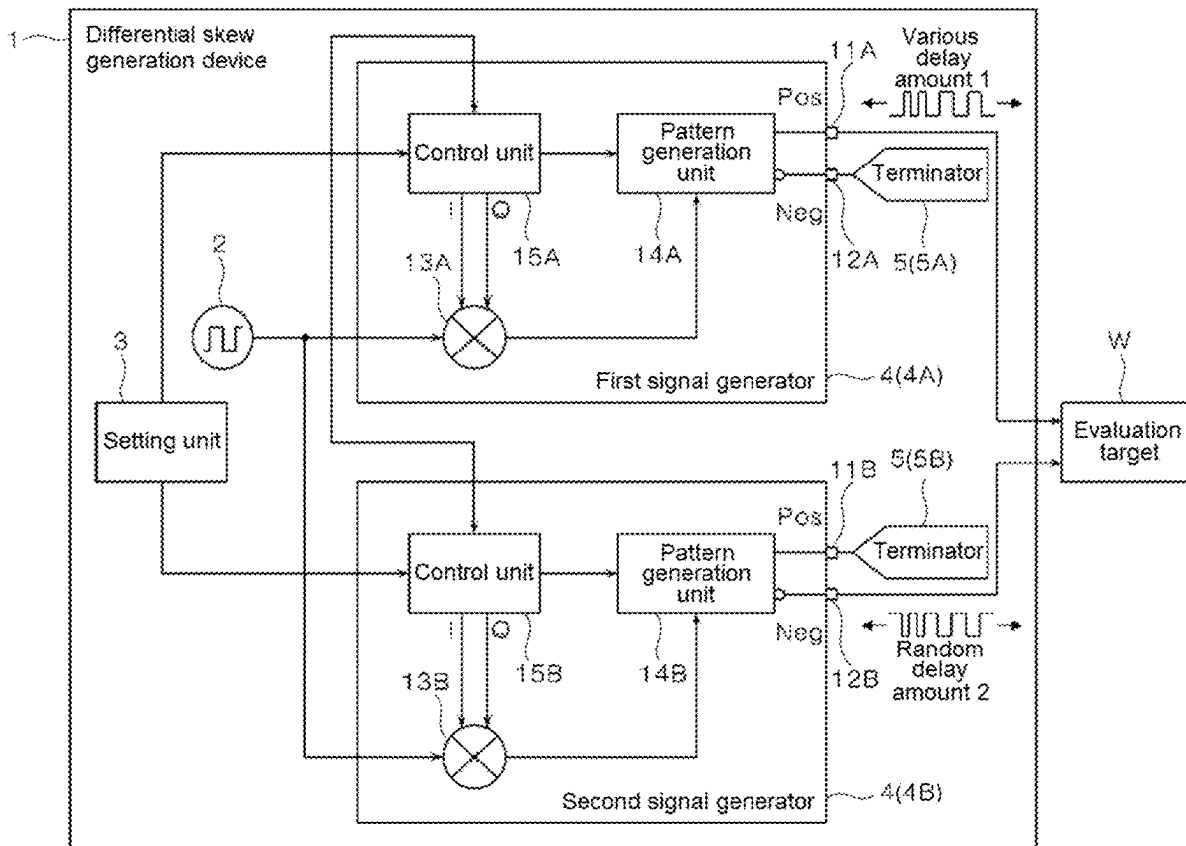 1
Differential skew
generation device
11A
Various
delay
amount 1
Pos
Control unit
Pattern
generation
unit
Terminator
Neg
I
Q
2
13A
15A
14A
12A
5(5A)
3
W
First signal generator
4(4A)
Setting unit
Evaluation
target
11B
5(5B)
Pos
Control unit
Pattern
generation
unit
Terminator
Neg
I
Q
13B
15B
14B
12B
Random
delay
amount 2
Second signal generator
4(4B)